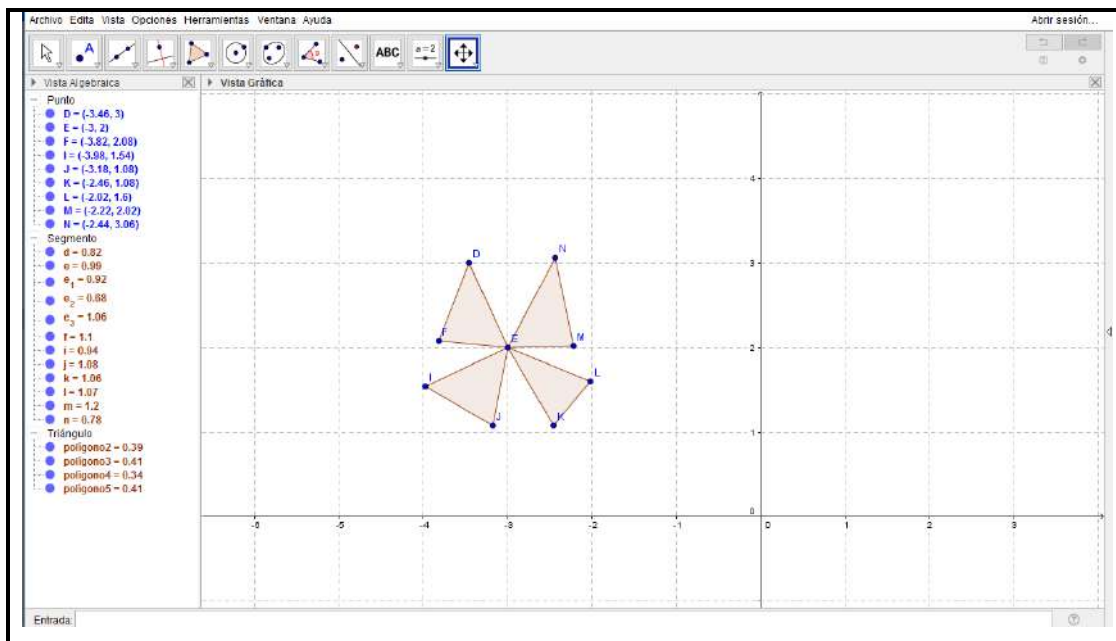 Archivo Edita Vista Opciones Herramientas Ventana Ayuda
Abrir sesión...
A
ABC
a=2
Vista Algebraica
Vista Gráfica
Punto
D = (-3.46, 3)
E = (-3, 2)
F = (-3.82, 2.08)
I = (-3.98, 1.54)
J = (-3.18, 1.08)
K = (-2.46, 1.08)
L = (-2.02, 1.6)
M = (-2.22, 2.02)
N = (-2.44, 3.06)
Segmento
d = 0.82
e = 0.99
e1 = 0.92
e2 = 0.68
e3 = 1.06
f = 1.1
i = 0.94
j = 1.08
k = 1.06
l = 1.07
m = 1.2
n = 0.78
Triángulo
polígono2 = 0.39
polígono3 = 0.41
polígono4 = 0.34
polígono5 = 0.41
4
3
2
1
0
-6 -5 -4 -3 -2 -1 0 1 2 3
D
N
F
E
M
I
L
J
K
Entrada: